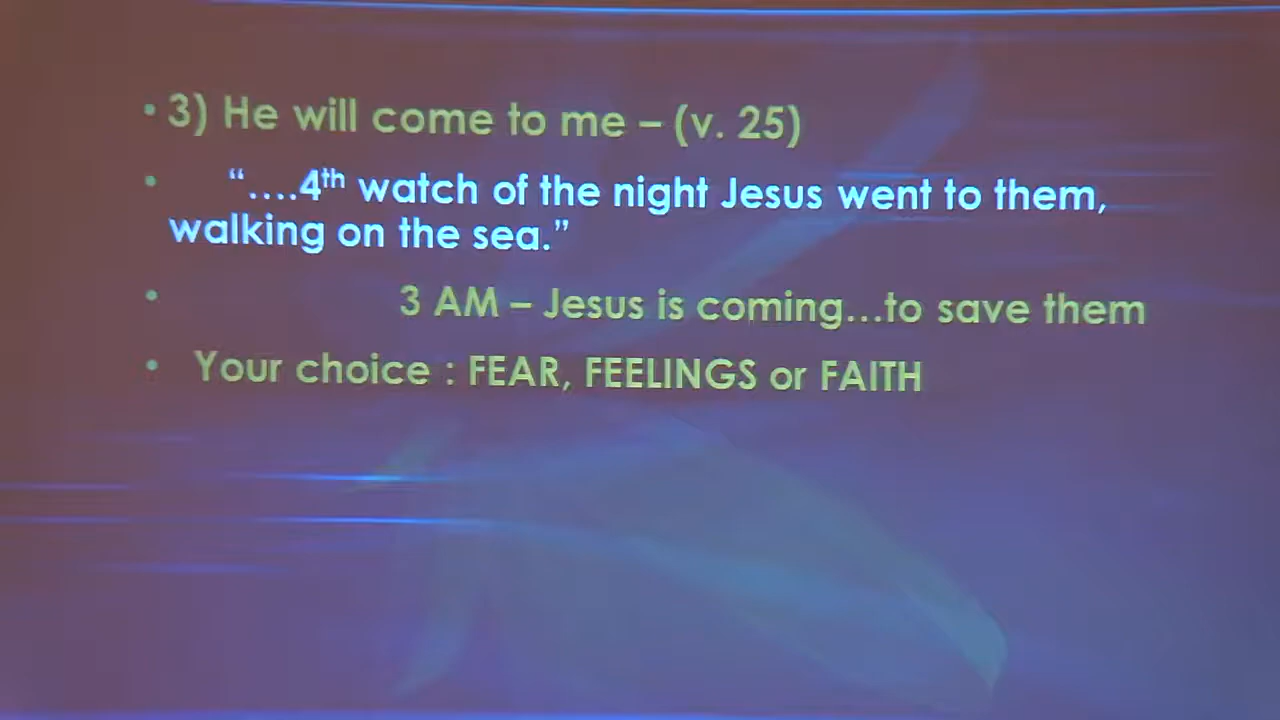 • 3) He will come to me – (v. 25)
• “....4th watch of the night Jesus went to them,
walking on the sea.”
• 3 AM – Jesus is coming...to save them
• Your choice : FEAR, FEELINGS or FAITH